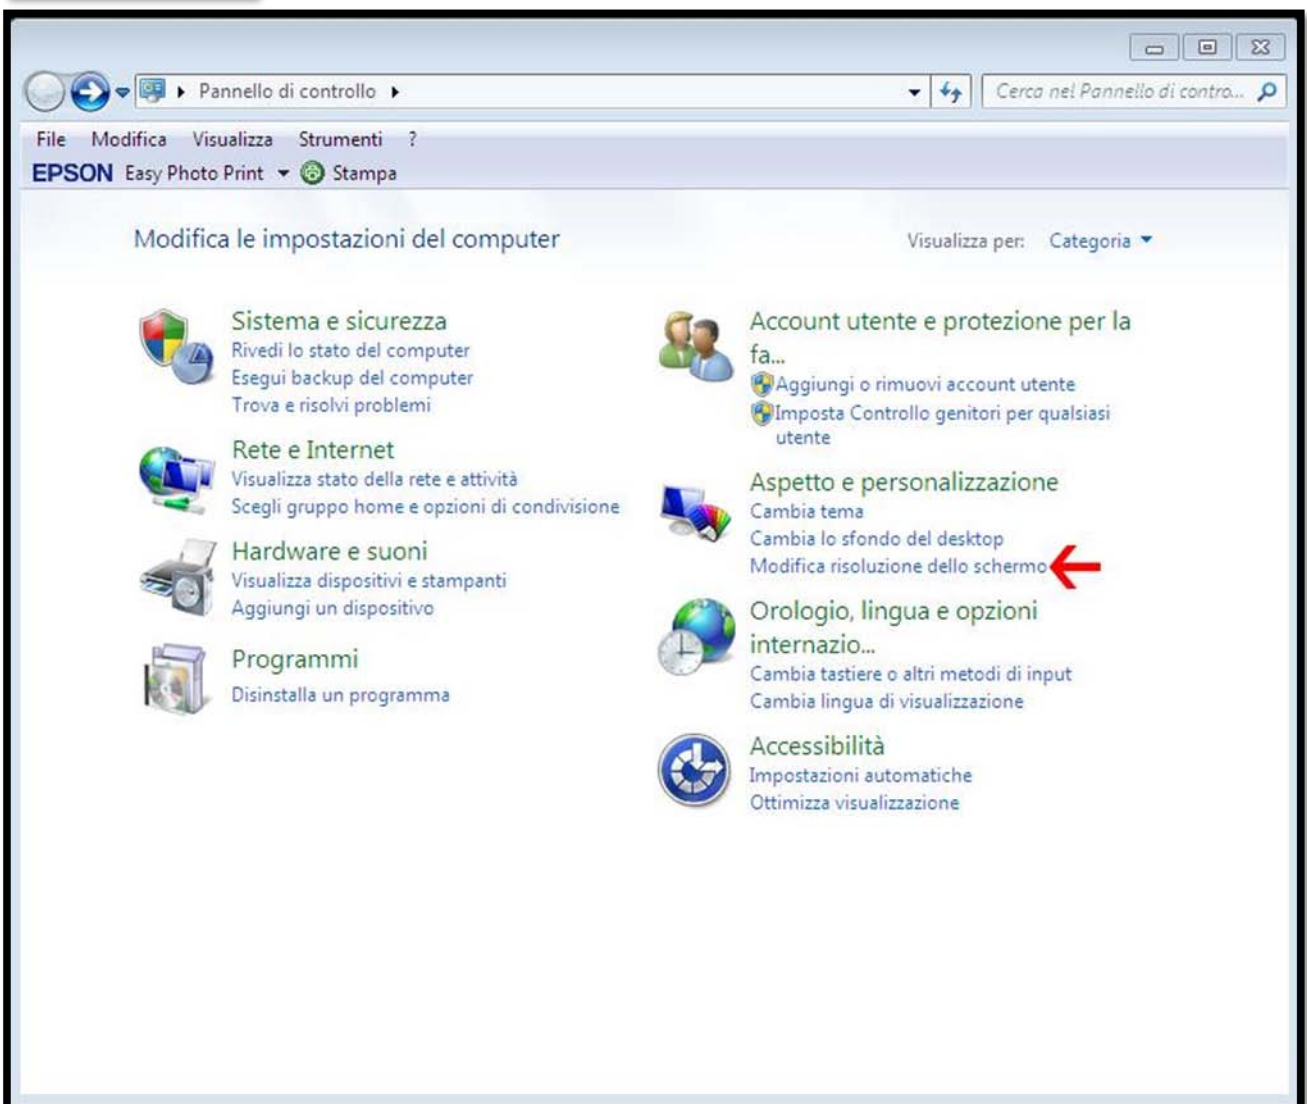 Pannello di controllo
Cerca nel Pannello di contro...
File Modifica Visualizza Strumenti ?
EPSON Easy Photo Print Stampa
Modifica le impostazioni del computer
Visualizza per: Categoria
Sistema e sicurezza
Rivedi lo stato del computer
Esegui backup del computer
Trova e risolvi problemi
Rete e Internet
Visualizza stato della rete e attività
Scegli gruppo home e opzioni di condivisione
Hardware e suoni
Visualizza dispositivi e stampanti
Aggiungi un dispositivo
Programmi
Disinstalla un programma
Account utente e protezione per la
fa...
Aggiungi o rimuovi account utente
Imposta Controllo genitori per qualsiasi
utente
Aspetto e personalizzazione
Cambia tema
Cambia lo sfondo del desktop
Modifica risoluzione dello schermo
Orologio, lingua e opzioni
internazio...
Cambia tastiere o altri metodi di input
Cambia lingua di visualizzazione
Accessibilità
Impostazioni automatiche
Ottimizza visualizzazione